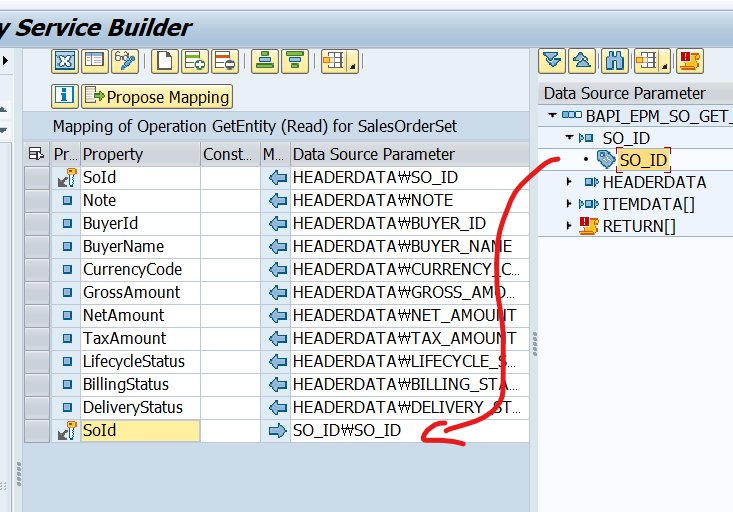 y Service Builder
Propose Mapping
Mapping of Operation GetEntity (Read) for SalesOrderSet
Pr... Property Const... M... Data Source Parameter
SoId HEADERDATA₩SO_ID
Note HEADERDATA₩NOTE
BuyerId HEADERDATA₩BUYER_ID
BuyerName HEADERDATA₩BUYER_NAME
CurrencyCode HEADERDATA₩CURRENCY_C...
GrossAmount HEADERDATA₩GROSS_AMO...
NetAmount HEADERDATA₩NET_AMOUNT
TaxAmount HEADERDATA₩TAX_AMOUNT
LifecycleStatus HEADERDATA₩LIFECYCLE_S...
BillingStatus HEADERDATA₩BILLING_STA...
DeliveryStatus HEADERDATA₩DELIVERY_ST...
SoId SO_ID₩SO_ID
Data Source Parameter
BAPI_EPM_SO_GET_
SO_ID
SO_ID
HEADERDATA
ITEMDATA[]
RETURN[]